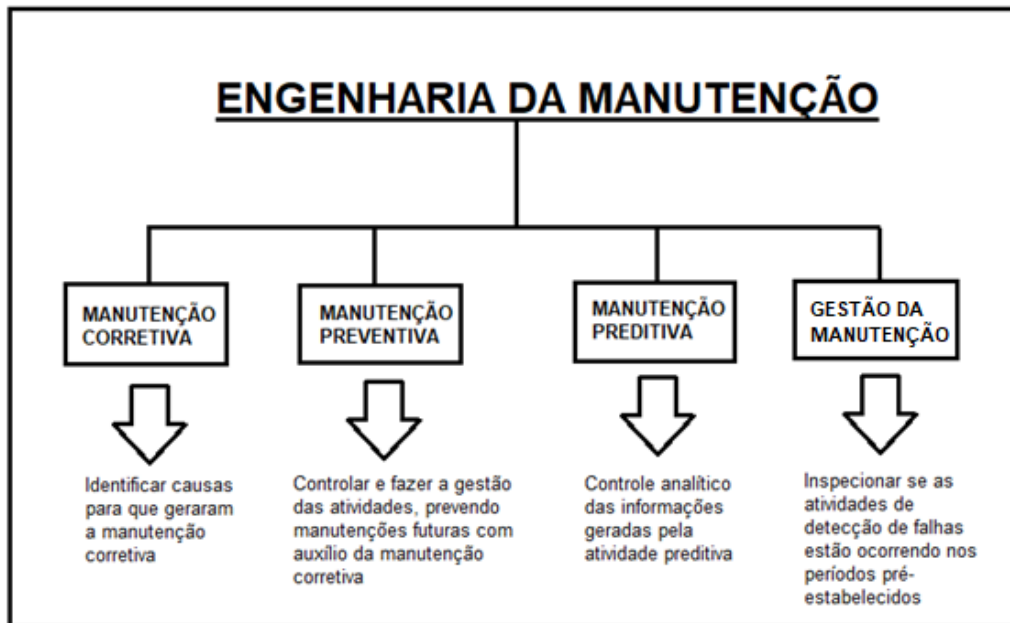 ENGENHARIA DA MANUTENÇÃO
MANUTENÇÃO
CORRETIVA
MANUTENÇÃO
PREVENTIVA
MANUTENÇÃO
PREDITIVA
GESTÃO DA
MANUTENÇÃO
Identificar causas
para que geraram
a manutenção
corretiva
Controlar e fazer a gestão
das atividades, prevendo
manutenções futuras com
auxílio da manutenção
corretiva
Controle analítico
das informações
geradas pela
atividade preditiva
Inspecionar se as
atividades de
detecção de falhas
estão ocorrendo nos
períodos pré-
estabelecidos